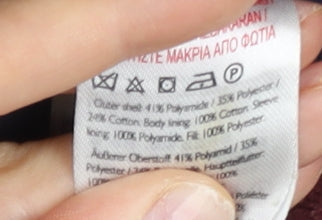 ΜΑΚΡΙΑ ΑΠΟ ΦΩΤΙΑ
Outer shell: 41% Polyamide / 35% Polyester /
24% Cotton. Body lining: 100% Cotton. Sleeve
lining: 100% Polyamide. Fill: 100% Polyester.
Äußerer Oberstoff: 41% Polyamid / 35%
Polyester /